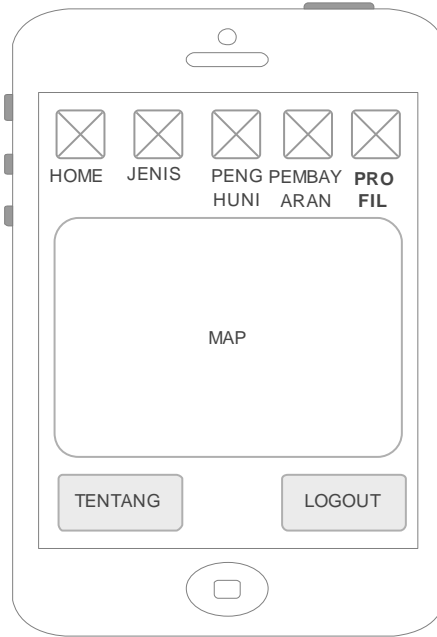 HOME
JENIS
PENG
HUNI
PEMBAY
ARAN
PRO
FIL
MAP
TENTANG
LOGOUT